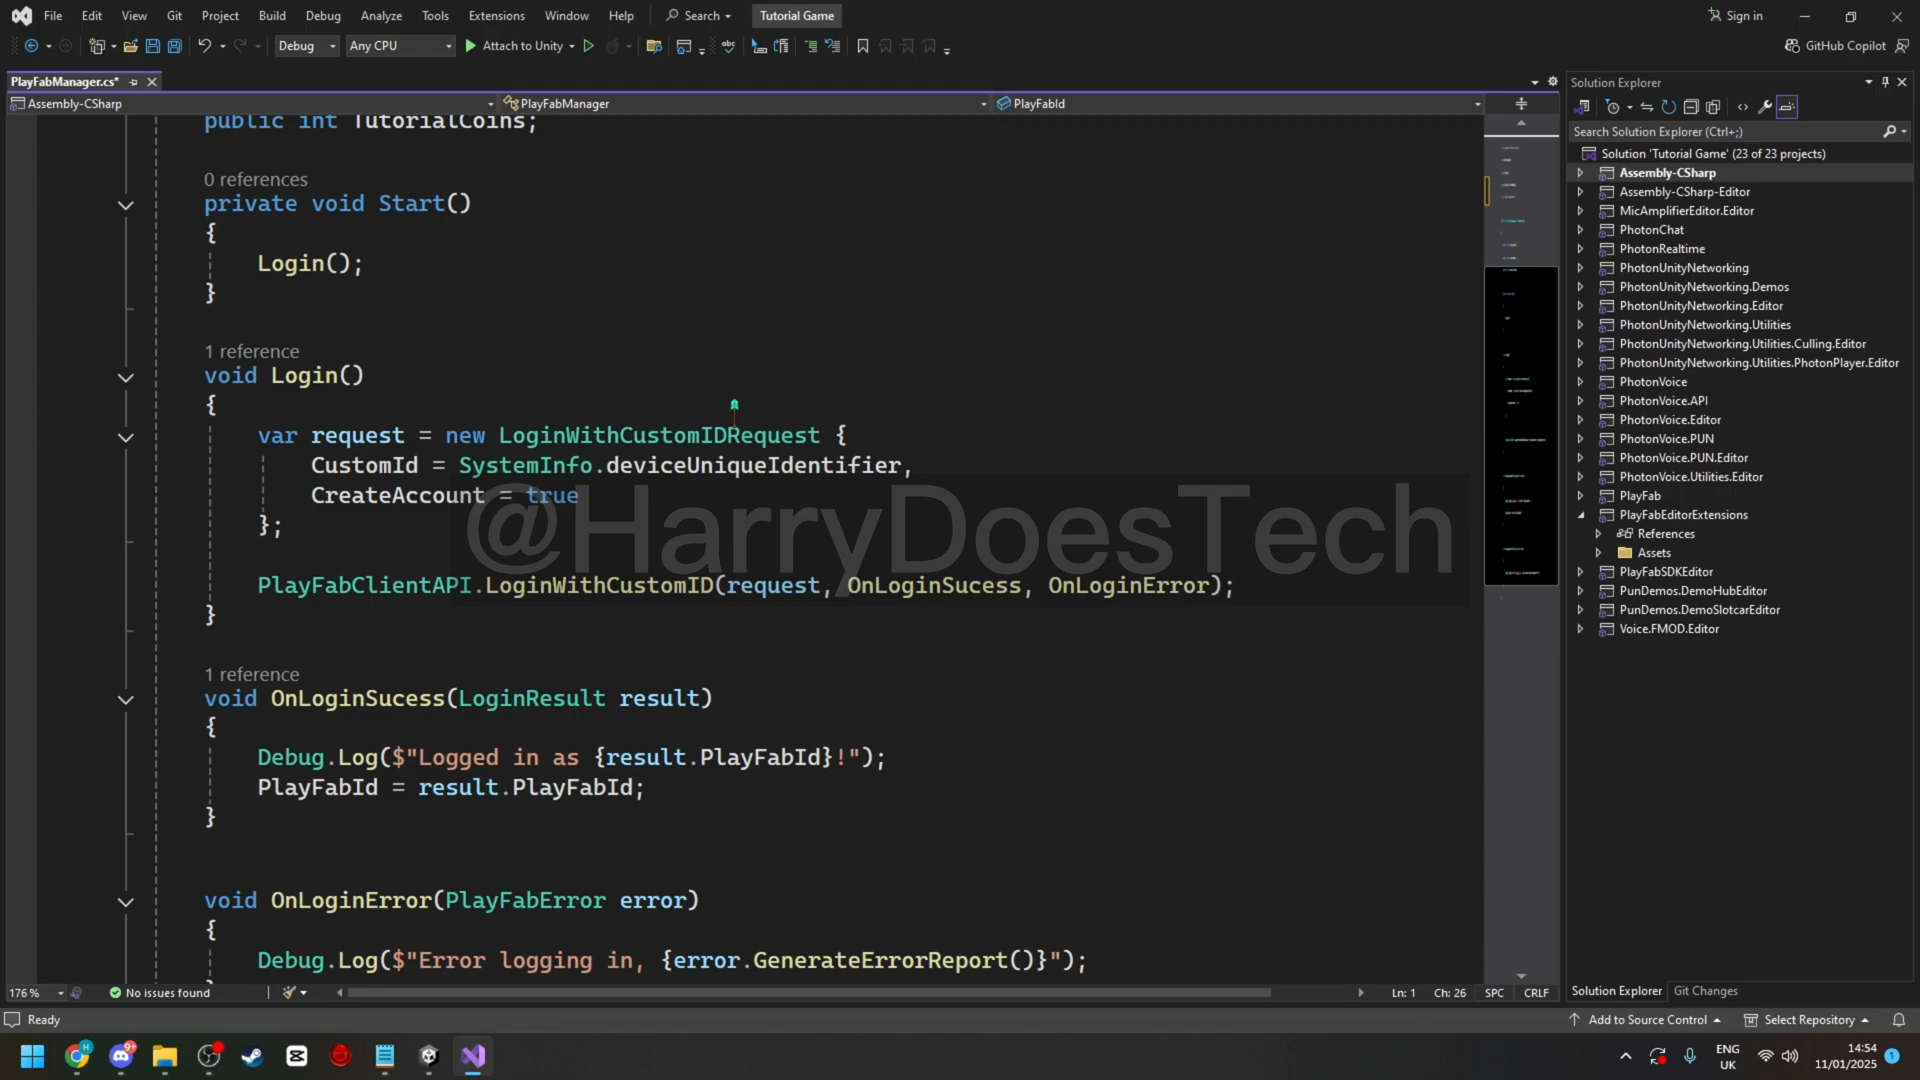 File Edit View Git Project Build Debug Analyze Tools Extensions Window Help Search Tutorial Game Sign in
Debug Any CPU Attach to Unity GitHub Copilot
PlayFabManager.cs*
Assembly-CSharp PlayFabManager PlayFabId
public int TutorialCoins;
0 references
private void Start()
{
Login();
}
1 reference
void Login()
{
var request = new LoginWithCustomIDRequest {
CustomId = SystemInfo.deviceUniqueIdentifier,
CreateAccount = true
};
@HarryDoesTech
PlayFabClientAPI.LoginWithCustomID(request, OnLoginSucess, OnLoginError);
}
1 reference
void OnLoginSucess(LoginResult result)
{
Debug.Log($"Logged in as {result.PlayFabId}!");
PlayFabId = result.PlayFabId;
}
void OnLoginError(PlayFabError error)
{
Debug.Log($"Error logging in, {error.GenerateErrorReport()}");
176 % No issues found Ln: 1 Ch: 26 SPC CRLF
Solution Explorer
Search Solution Explorer (Ctrl+;)
Solution 'Tutorial Game' (23 of 23 projects)
Assembly-CSharp
Assembly-CSharp-Editor
MicAmplifierEditor.Editor
PhotonChat
PhotonRealtime
PhotonUnityNetworking
PhotonUnityNetworking.Demos
PhotonUnityNetworking.Editor
PhotonUnityNetworking.Utilities
PhotonUnityNetworking.Utilities.Culling.Editor
PhotonUnityNetworking.Utilities.PhotonPlayer.Editor
PhotonVoice
PhotonVoice.API
PhotonVoice.Editor
PhotonVoice.PUN
PhotonVoice.PUN.Editor
PhotonVoice.Utilities.Editor
PlayFab
PlayFabEditorExtensions
References
Assets
PlayFabSDKEditor
PunDemos.DemoHubEditor
PunDemos.DemoSlotcarEditor
Voice.FMOD.Editor
Solution Explorer Git Changes
Ready Add to Source Control Select Repository
ENG
UK
14:54
11/01/2025